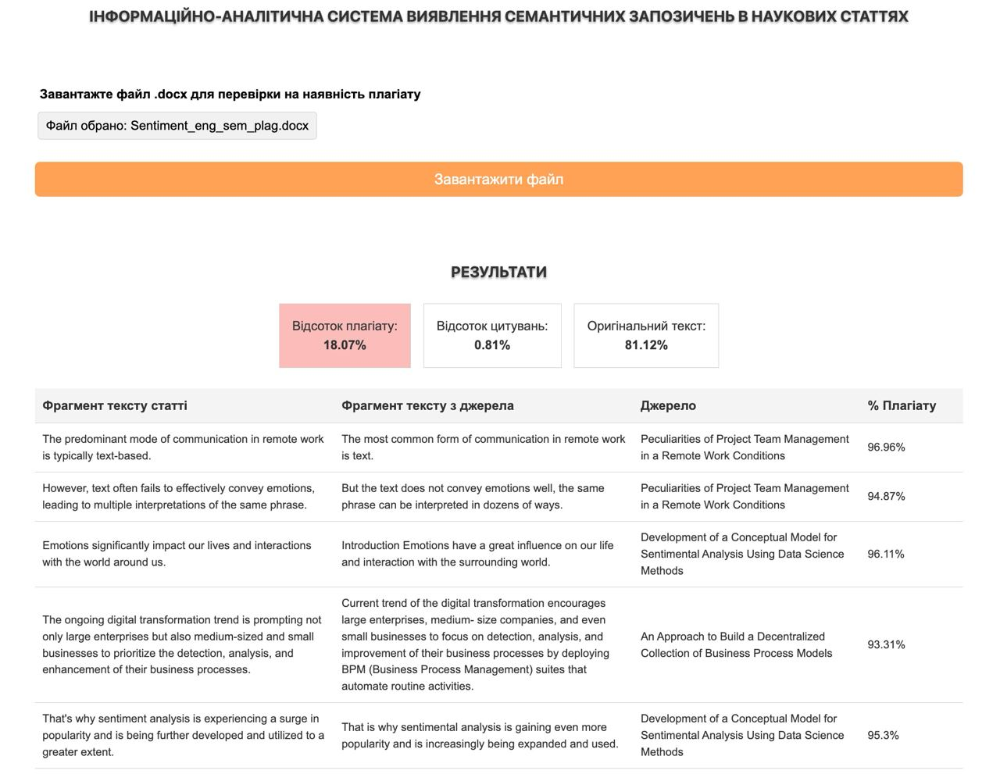 ІНФОРМАЦІЙНО-АНАЛІТИЧНА СИСТЕМА ВИЯВЛЕННЯ СЕМАНТИЧНИХ ЗАПОЗИЧЕНЬ В НАУКОВИХ СТАТТЯХ
Завантажте файл .docx для перевірки на наявність плагіату
Файл обрано: Sentiment_eng_sem_plag.docx
Завантажити файл
РЕЗУЛЬТАТИ
Відсоток плагіату:
18.07%
Відсоток цитувань:
0.81%
Оригінальний текст:
81.12%
Фрагмент тексту статті
Фрагмент тексту з джерела
Джерело
% Плагіату
The predominant mode of communication in remote work
is typically text-based.
The most common form of communication in remote work
is text.
Peculiarities of Project Team Management
in a Remote Work Conditions
96.96%
However, text often fails to effectively convey emotions,
leading to multiple interpretations of the same phrase.
But the text does not convey emotions well, the same
phrase can be interpreted in dozens of ways.
Peculiarities of Project Team Management
in a Remote Work Conditions
94.87%
Emotions significantly impact our lives and interactions
with the world around us.
Introduction Emotions have a great influence on our life
and interaction with the surrounding world.
Development of a Conceptual Model for
Sentimental Analysis Using Data Science
Methods
96.11%
The ongoing digital transformation trend is prompting not
only large enterprises but also medium-sized and small
businesses to prioritize the detection, analysis, and
enhancement of their business processes.
Current trend of the digital transformation encourages
large enterprises, medium- size companies, and even
small businesses to focus on detection, analysis, and
improvement of their business processes by deploying
BPM (Business Process Management) suites that
automate routine activities.
An Approach to Build a Decentralized
Collection of Business Process Models
93.31%
That's why sentiment analysis is experiencing a surge in
popularity and is being further developed and utilized to a
greater extent.
That is why sentimental analysis is gaining even more
popularity and is increasingly being expanded and used.
Development of a Conceptual Model for
Sentimental Analysis Using Data Science
Methods
95.3%